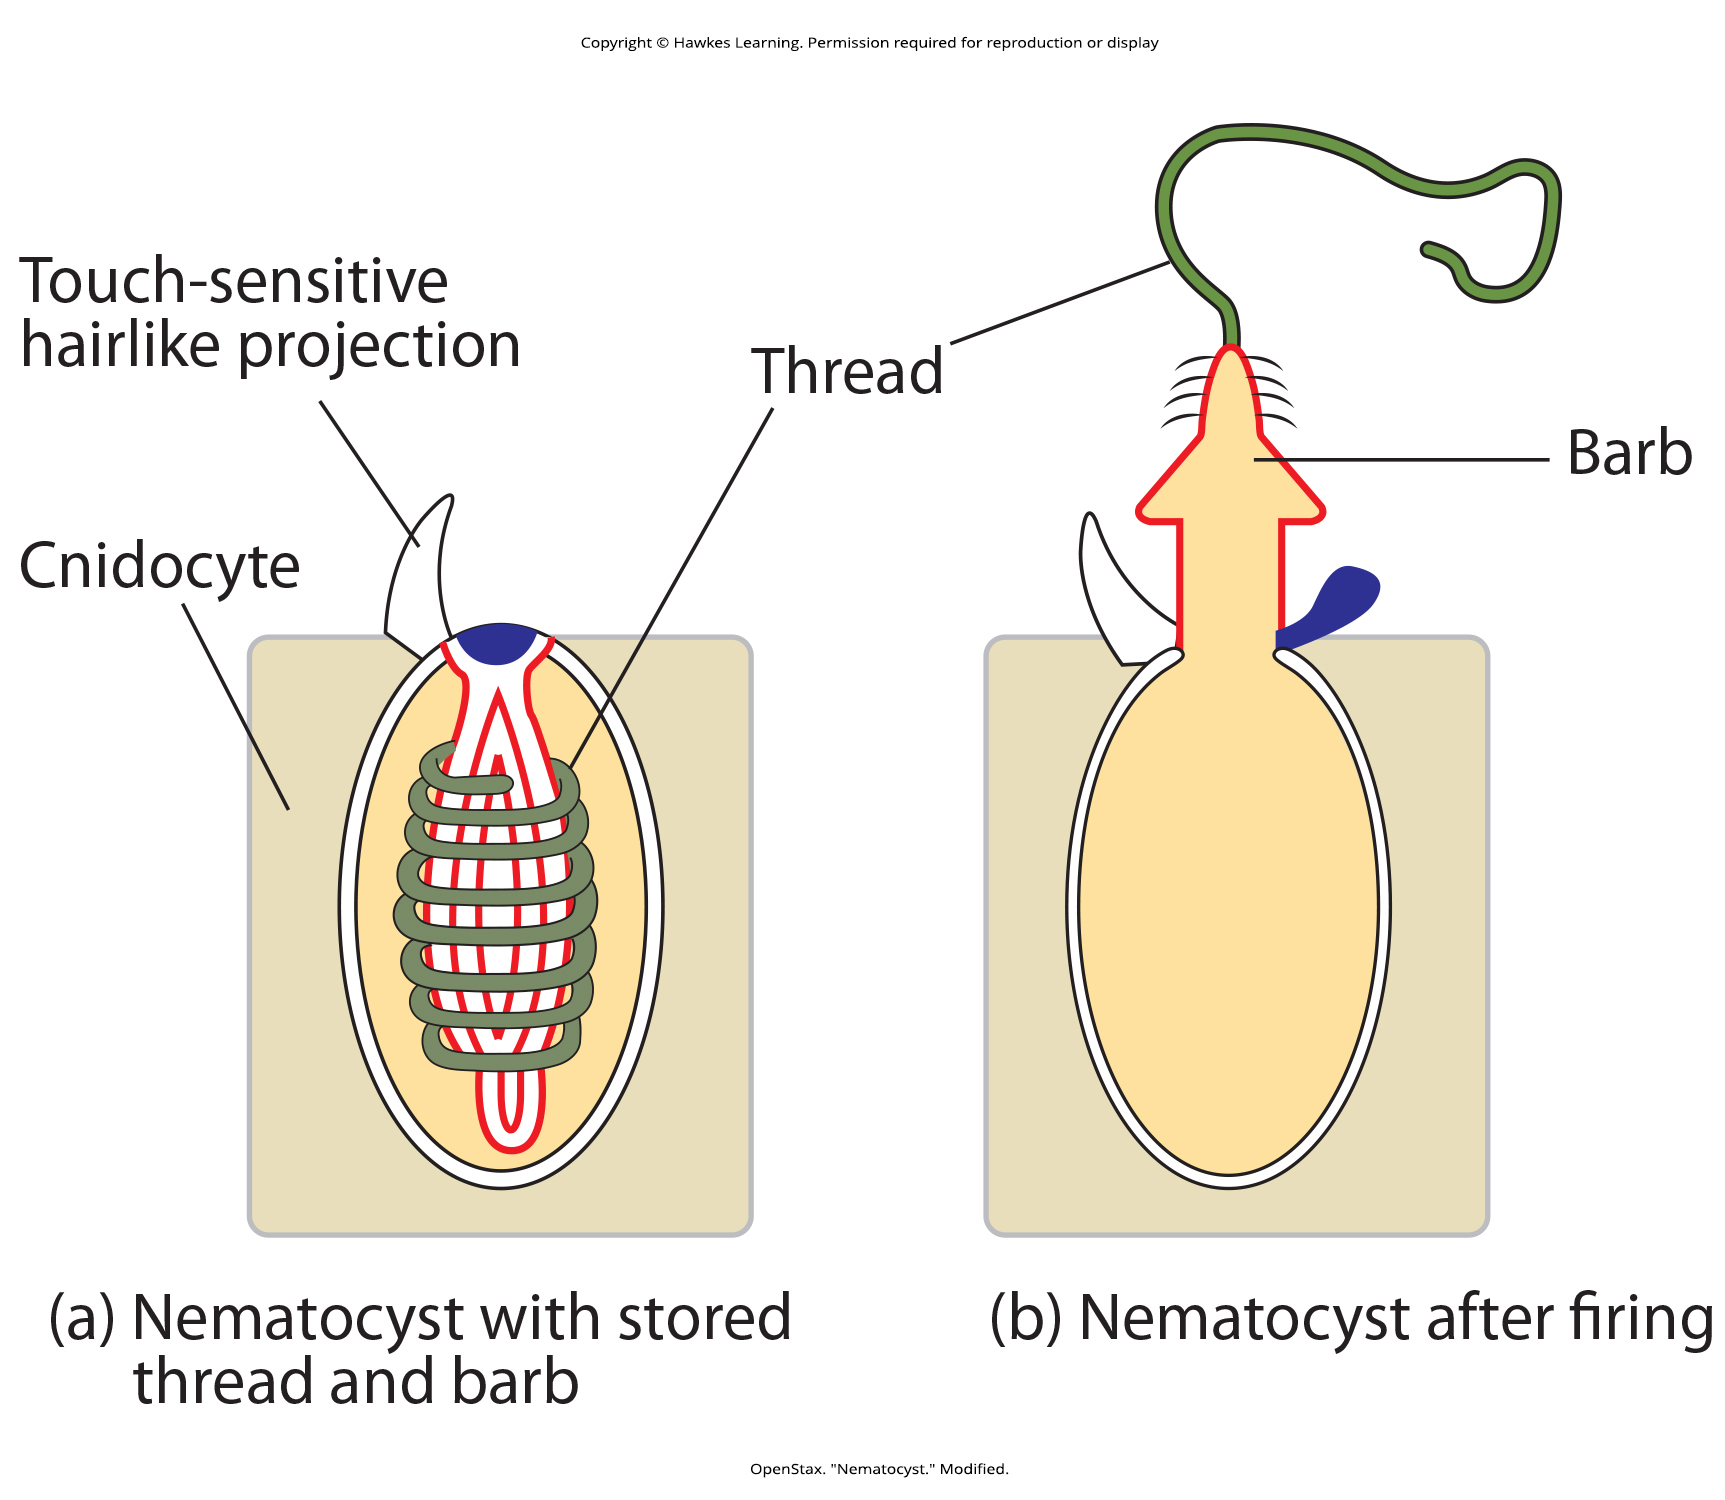 Copyright © Hawkes Learning. Permission required for reproduction or display
Touch-sensitive
hairlike projection
Thread
Barb
Cnidocyte
(a) Nematocyst with stored
thread and barb
(b) Nematocyst after firing
OpenStax. "Nematocyst." Modified.